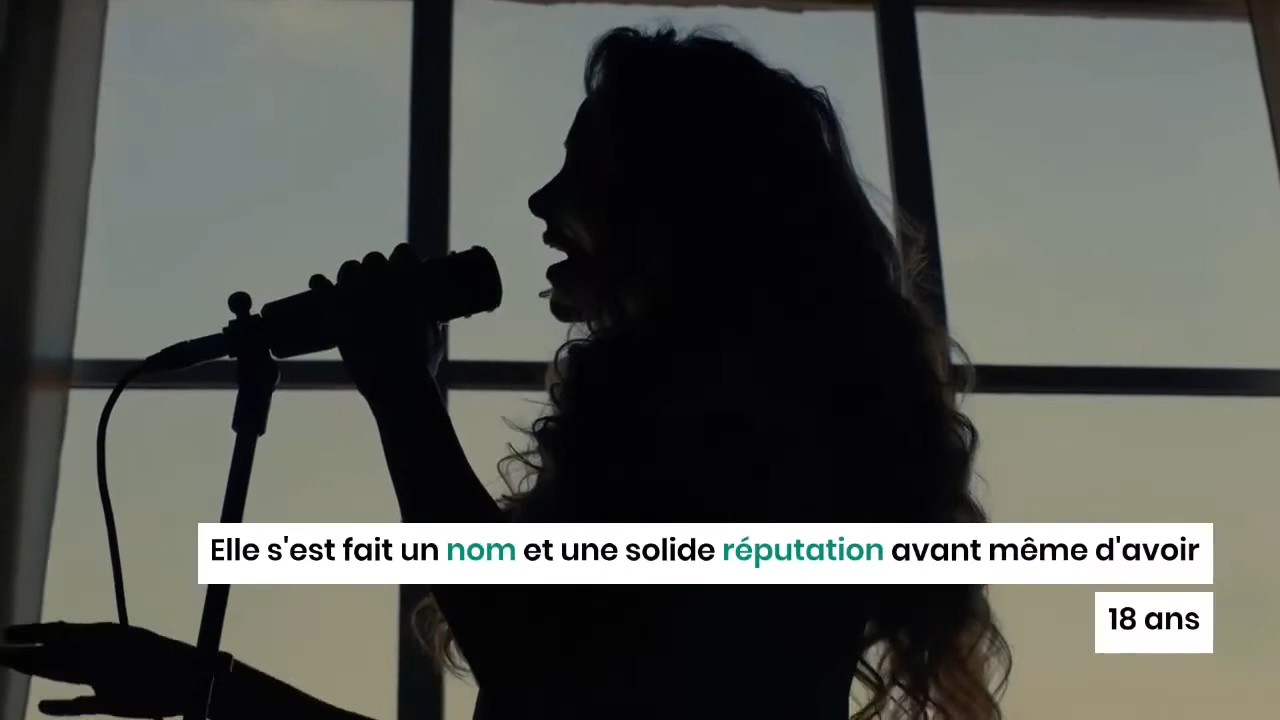 Elle s'est fait un nom et une solide réputation avant même d'avoir
18 ans